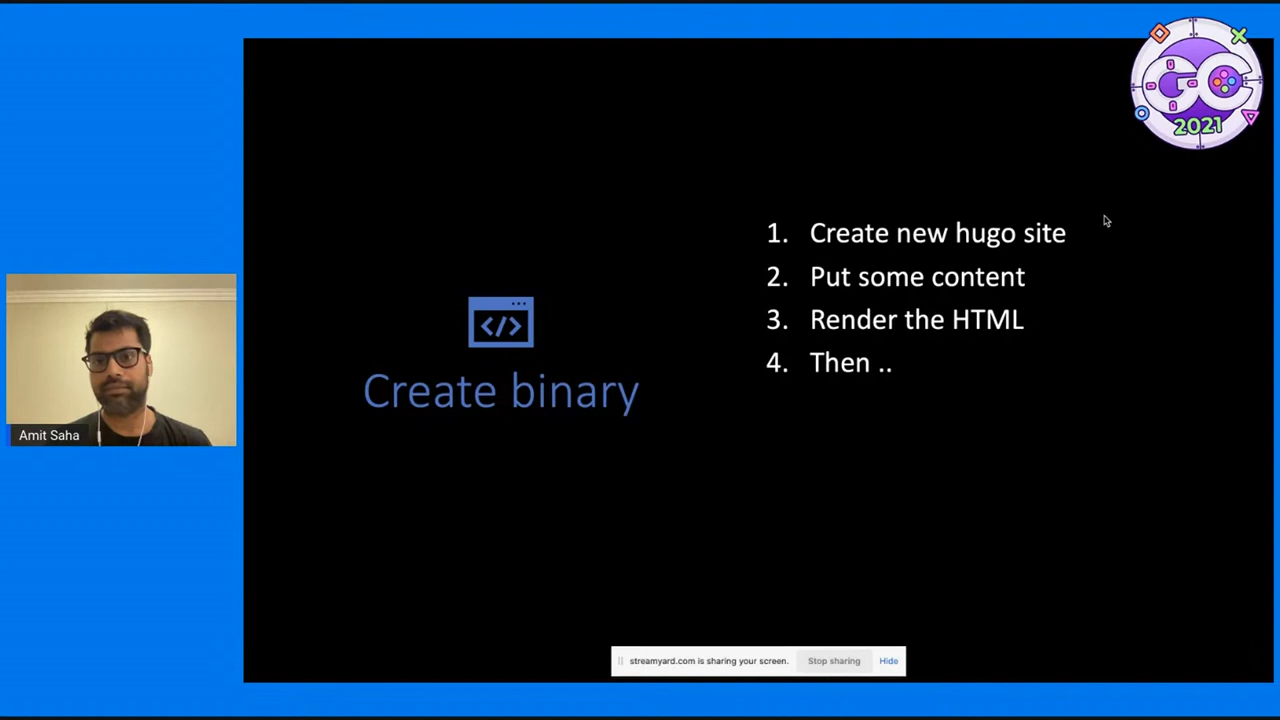 GC
2021
1. Create new hugo site
2. Put some content
3. Render the HTML
4. Then ..
</>
Create binary
Amit Saha
streamyard.com is sharing your screen. Stop sharing Hide